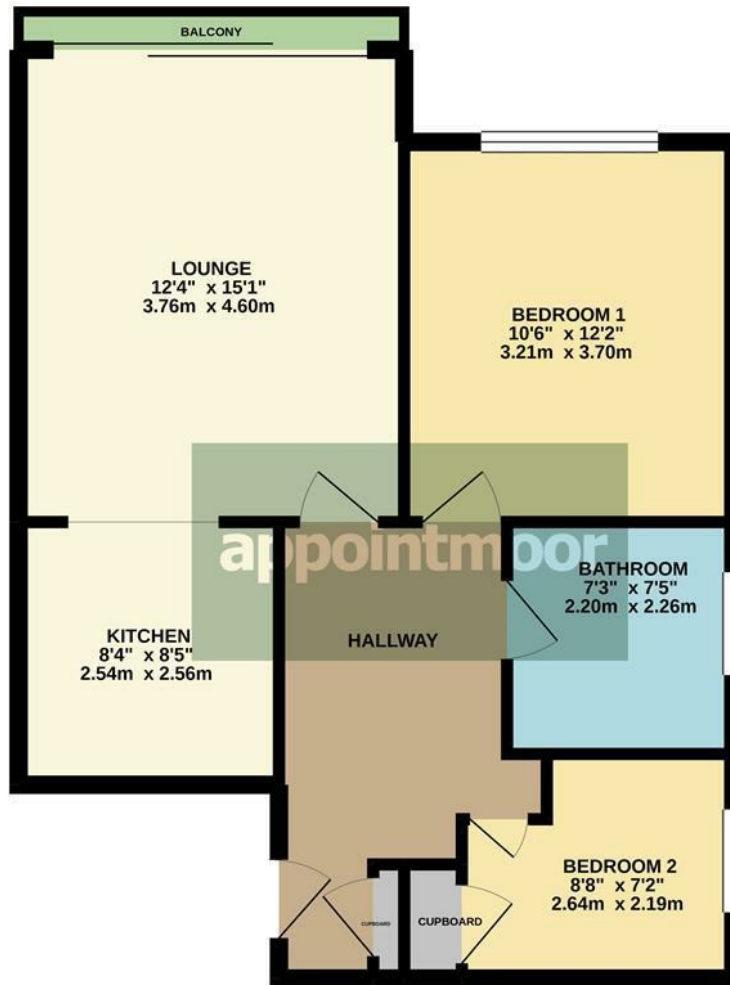 BALCONY
LOUNGE
12'4" x 15'1"
3.76m x 4.60m
BEDROOM 1
10'6" x 12'2"
3.21m x 3.70m
appointmoor
BATHROOM
7'3" x 7'5"
2.20m x 2.26m
KITCHEN
8'4" x 8'5"
2.54m x 2.56m
HALLWAY
BEDROOM 2
8'8" x 7'2"
2.64m x 2.19m
CUPBOARD
CUPBOARD